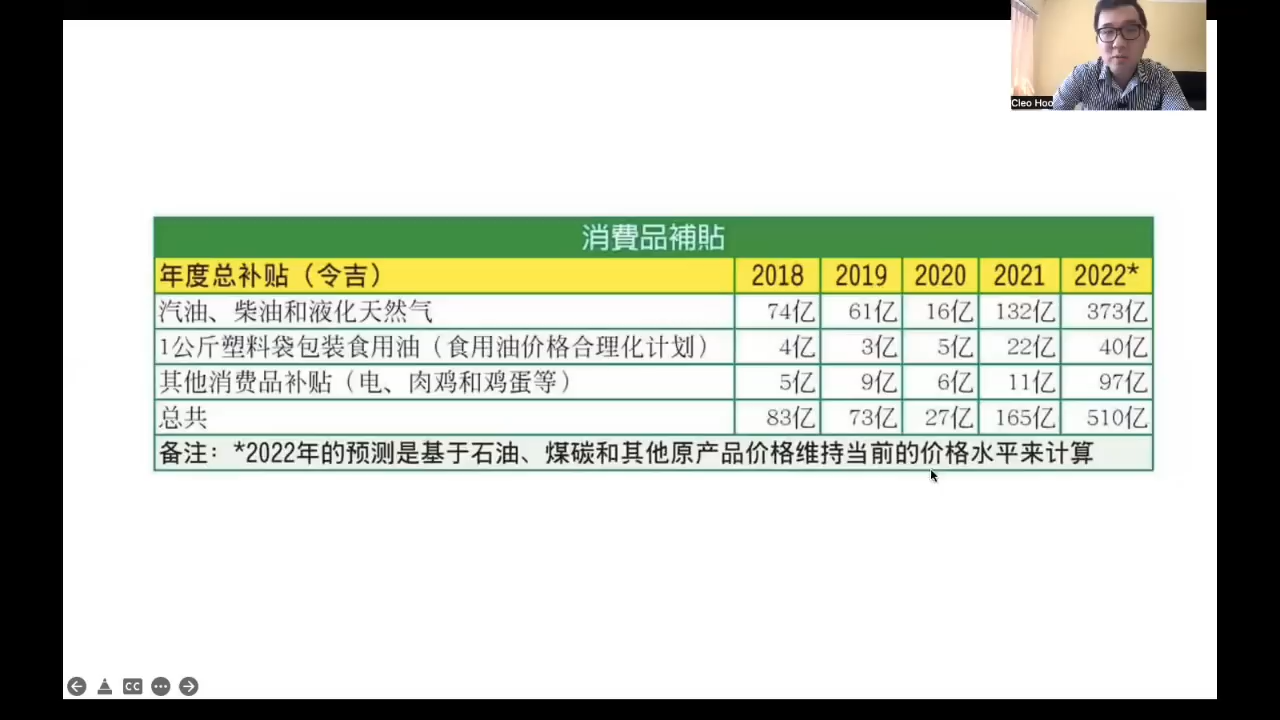 Cleo Hoo
消費品補貼
年度总补贴（令吉） 2018 2019 2020 2021 2022*
汽油、柴油和液化天然气 74亿 61亿 16亿 132亿 373亿
1公斤塑料袋包装食用油（食用油价格合理化计划） 4亿 3亿 5亿 22亿 40亿
其他消费品补贴（电、肉鸡和鸡蛋等） 5亿 9亿 6亿 11亿 97亿
总共 83亿 73亿 27亿 165亿 510亿
备注：*2022年的预测是基于石油、煤碳和其他原产品价格维持当前的价格水平来计算
CC